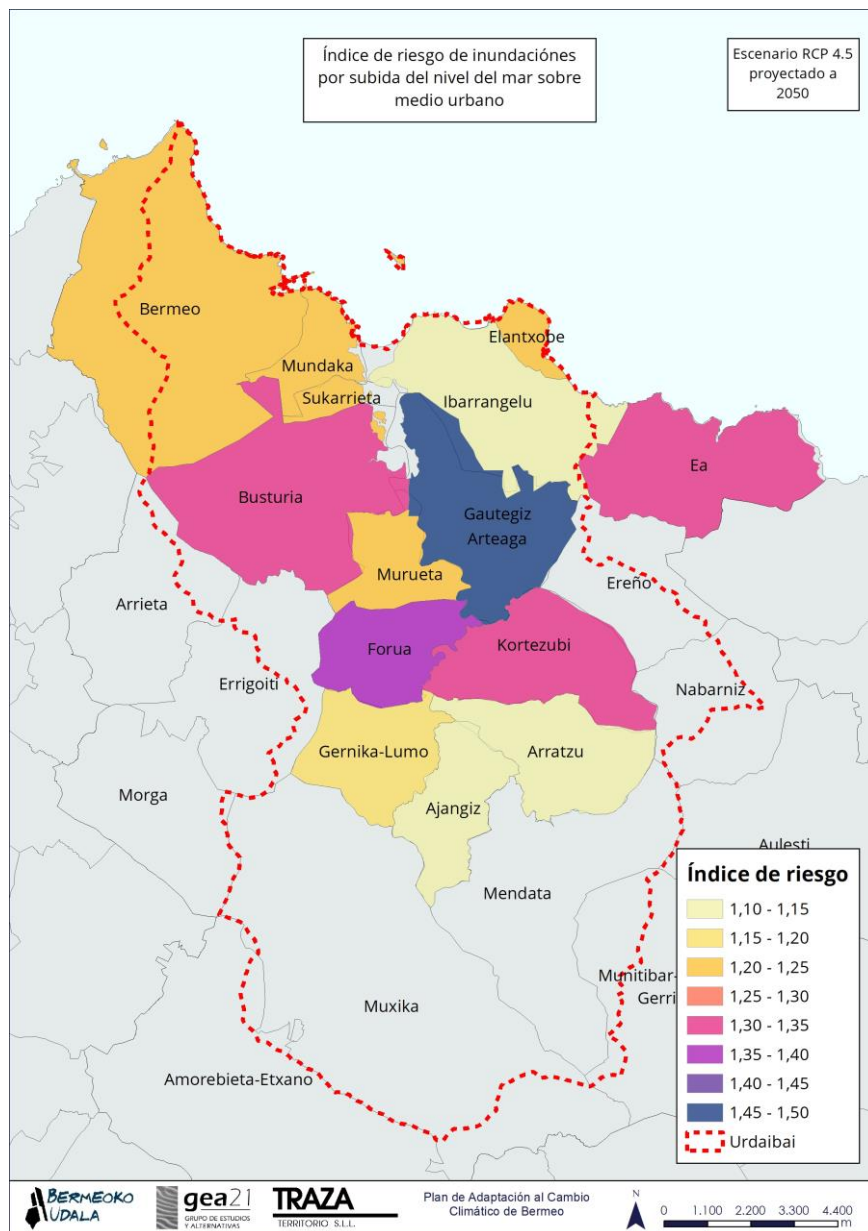 Índice de riesgo de inundaciónes
por subida del nivel del mar sobre
medio urbano
Escenario RCP 4.5
proyectado a
2050
Bermeo
Elantxobe
Mundaka
Sukarrieta
Ibarrangelu
Ea
Busturia
Gautegiz
Arteaga
Murueta
Ereño
Arrieta
Forua
Kortezubi
Errigoiti
Nabarniz
Gernika-Lumo
Arratzu
Morga
Ajangiz
Aulesti
Mendata
Munitibar-
Gerri
Muxika
Amorebieta-Etxano
Índice de riesgo
1,10 - 1,15
1,15 - 1,20
1,20 - 1,25
1,25 - 1,30
1,30 - 1,35
1,35 - 1,40
1,40 - 1,45
1,45 - 1,50
Urdaibai
BERMEOKO
UDALA
gea21
GRUPO DE ESTUDIOS
Y ALTERNATIVAS
TRAZA
TERRITORIO S.L.L.
Plan de Adaptación al Cambio
Climático de Bermeo
N
0 1.100 2.200 3.300 4.400
m